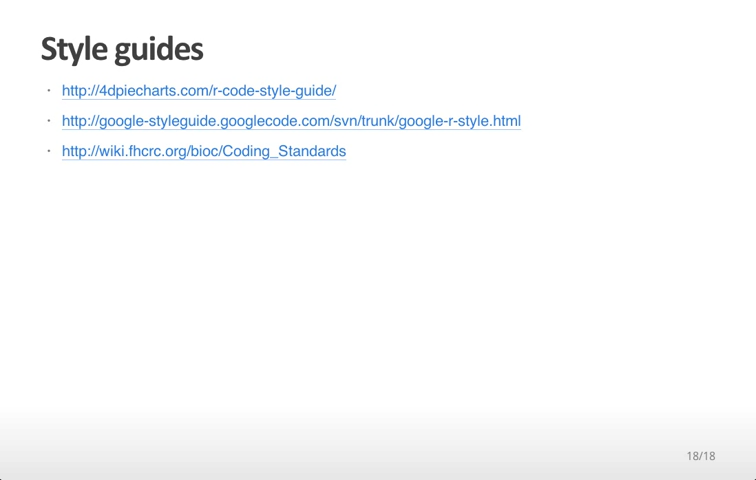 Style guides
· http://4dpiecharts.com/r-code-style-guide/
· http://google-styleguide.googlecode.com/svn/trunk/google-r-style.html
· http://wiki.fhcrc.org/bioc/Coding_Standards
18/18